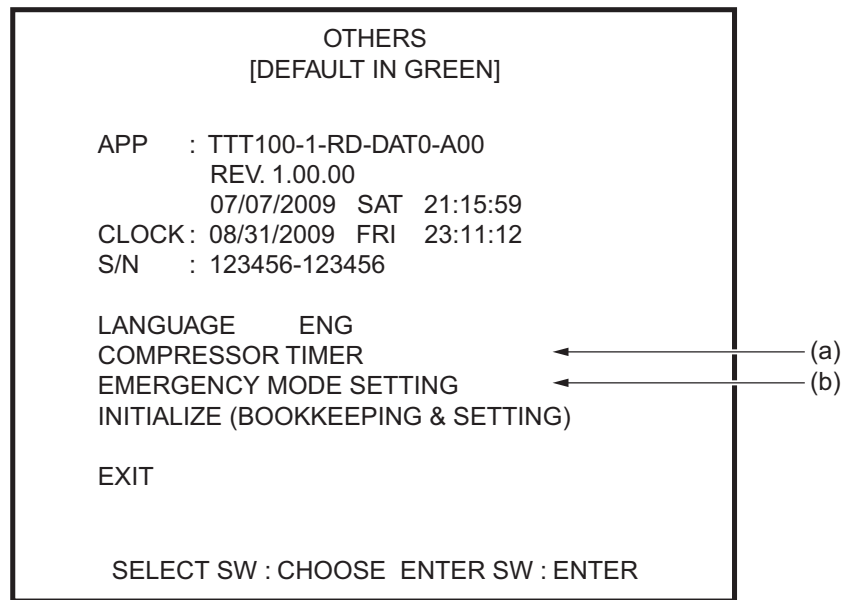 OTHERS
[DEFAULT IN GREEN]
APP : TTT100-1-RD-DAT0-A00
REV. 1.00.00
07/07/2009 SAT 21:15:59
CLOCK : 08/31/2009 FRI 23:11:12
S/N : 123456-123456
LANGUAGE ENG
COMPRESSOR TIMER (a)
EMERGENCY MODE SETTING (b)
INITIALIZE (BOOKKEEPING & SETTING)
EXIT
SELECT SW : CHOOSE ENTER SW : ENTER